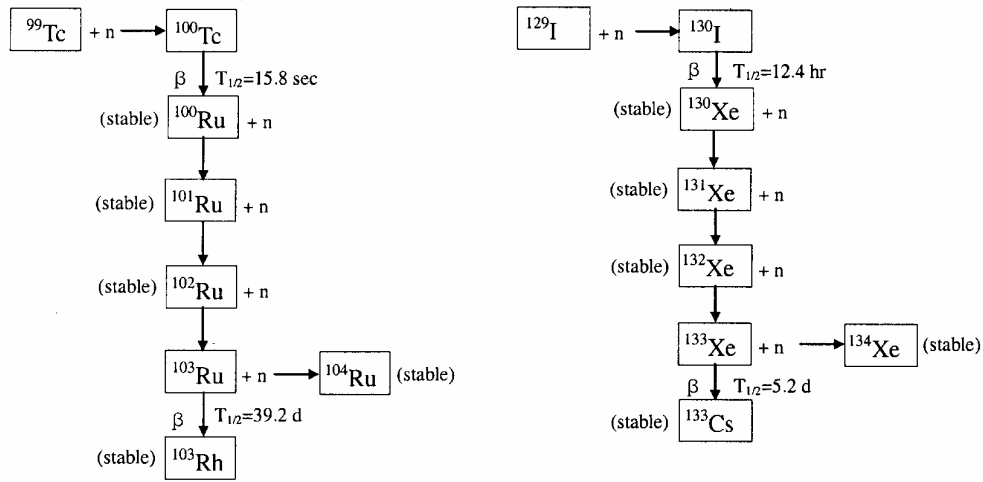 ⁹⁹Tc + n ¹⁰⁰Tc
β T₁/₂=15.8 sec
(stable) ¹⁰⁰Ru + n
(stable) ¹⁰¹Ru + n
(stable) ¹⁰²Ru + n
¹⁰³Ru + n ¹⁰⁴Ru (stable)
β T₁/₂=39.2 d
(stable) ¹⁰³Rh
¹²⁹I + n ¹³⁰I
β T₁/₂=12.4 hr
(stable) ¹³⁰Xe + n
(stable) ¹³¹Xe + n
(stable) ¹³²Xe + n
¹³³Xe + n ¹³⁴Xe (stable)
β T₁/₂=5.2 d
(stable) ¹³³Cs